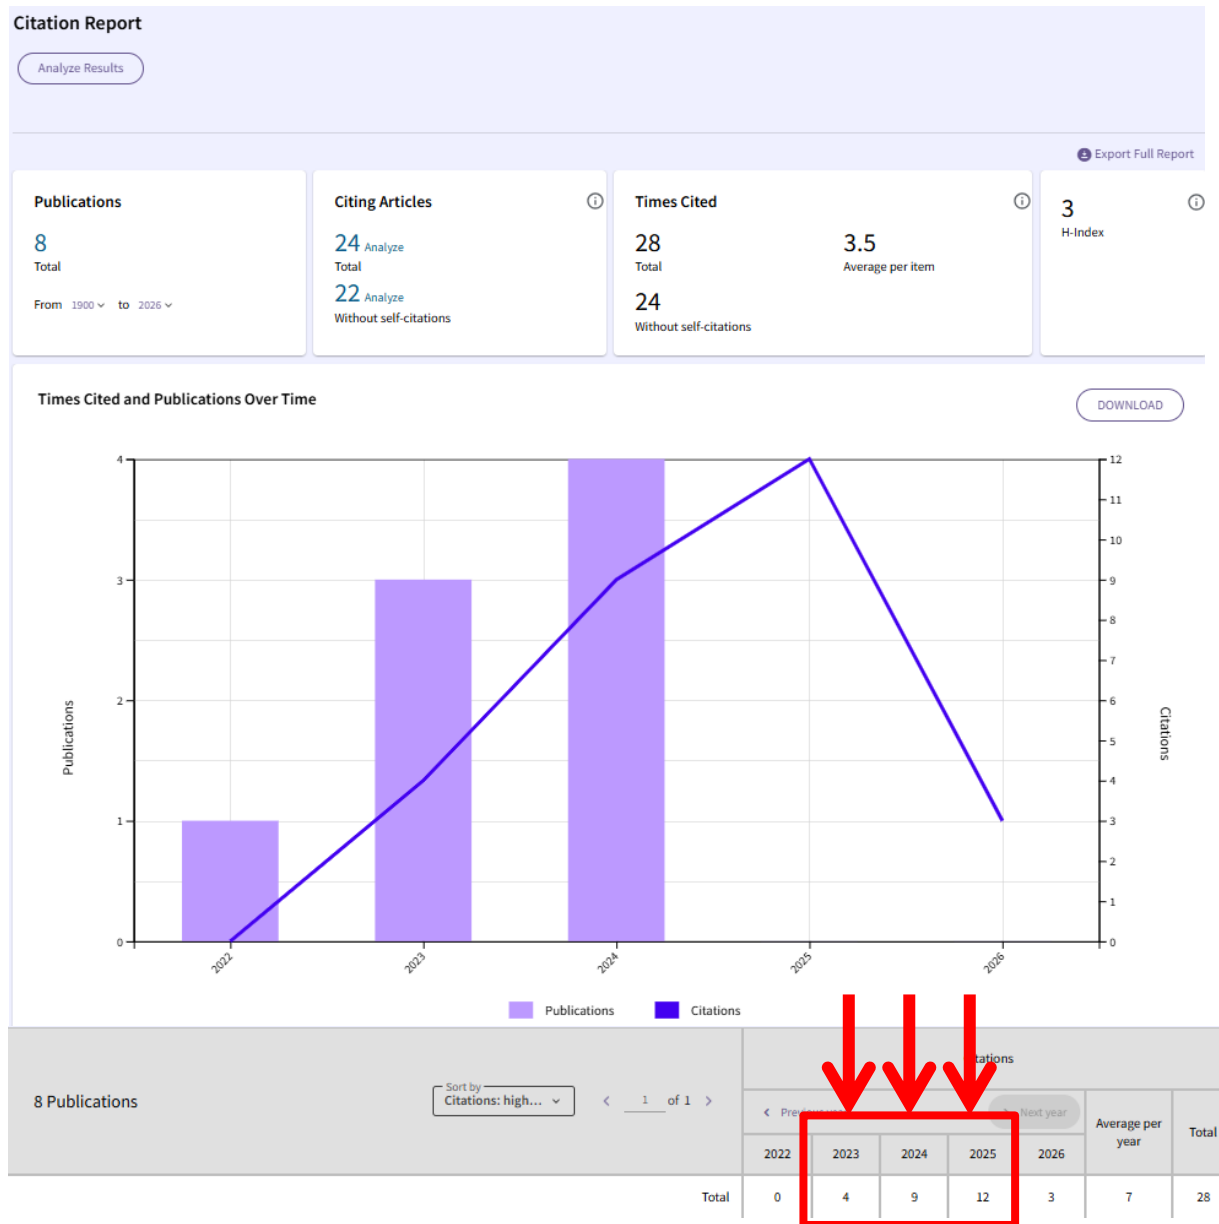 Citation Report
Analyze Results
Export Full Report
Publications
8
Total
From 1900 to 2026
Citing Articles
24 Analyze
Total
22 Analyze
Without self-citations
Times Cited
28
Total
3.5
Average per item
24
Without self-citations
3
H-Index
Times Cited and Publications Over Time
DOWNLOAD
4
3
2
1
0
Publications
12
11
10
9
8
7
6
5
4
3
2
1
0
Citations
2022 2023 2024 2025 2026
Publications Citations
8 Publications
Sort by
Citations: high...
1 of 1
tations
Next year
Average per year
Total
2022 2023 2024 2025 2026
Total 0 4 9 12 3 7 28